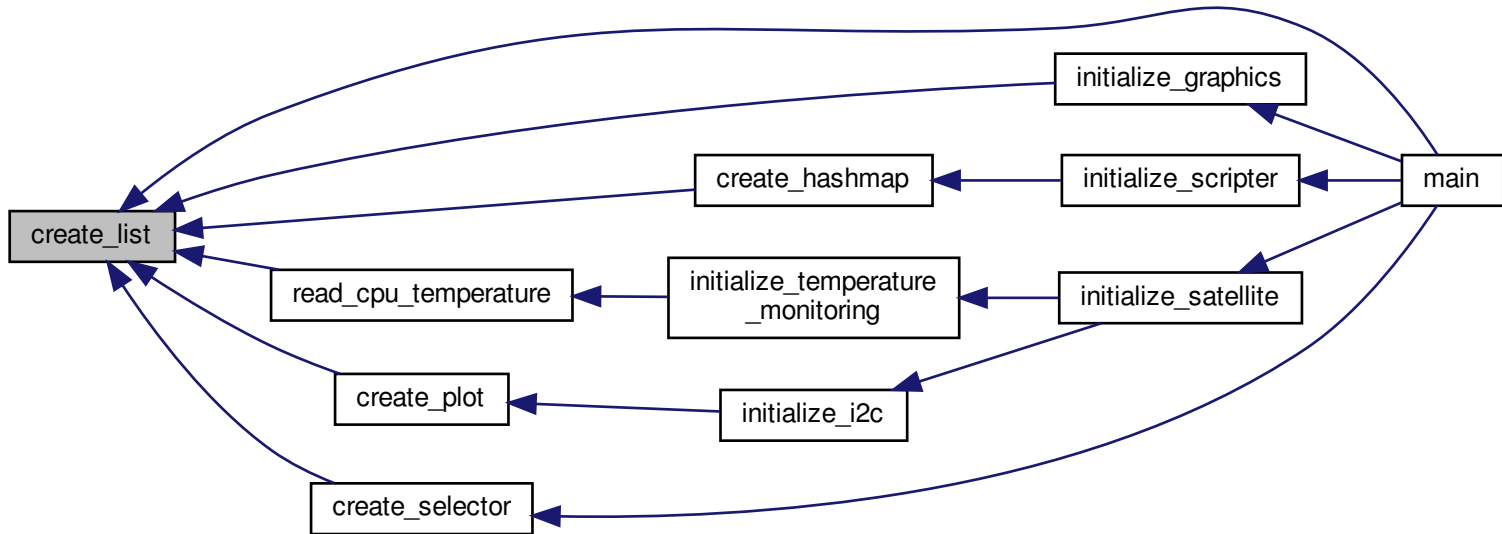 initialize_graphics
create_hashmap
initialize_scripter
main
create_list
read_cpu_temperature
initialize_temperature
_monitoring
initialize_satellite
create_plot
initialize_i2c
create_selector